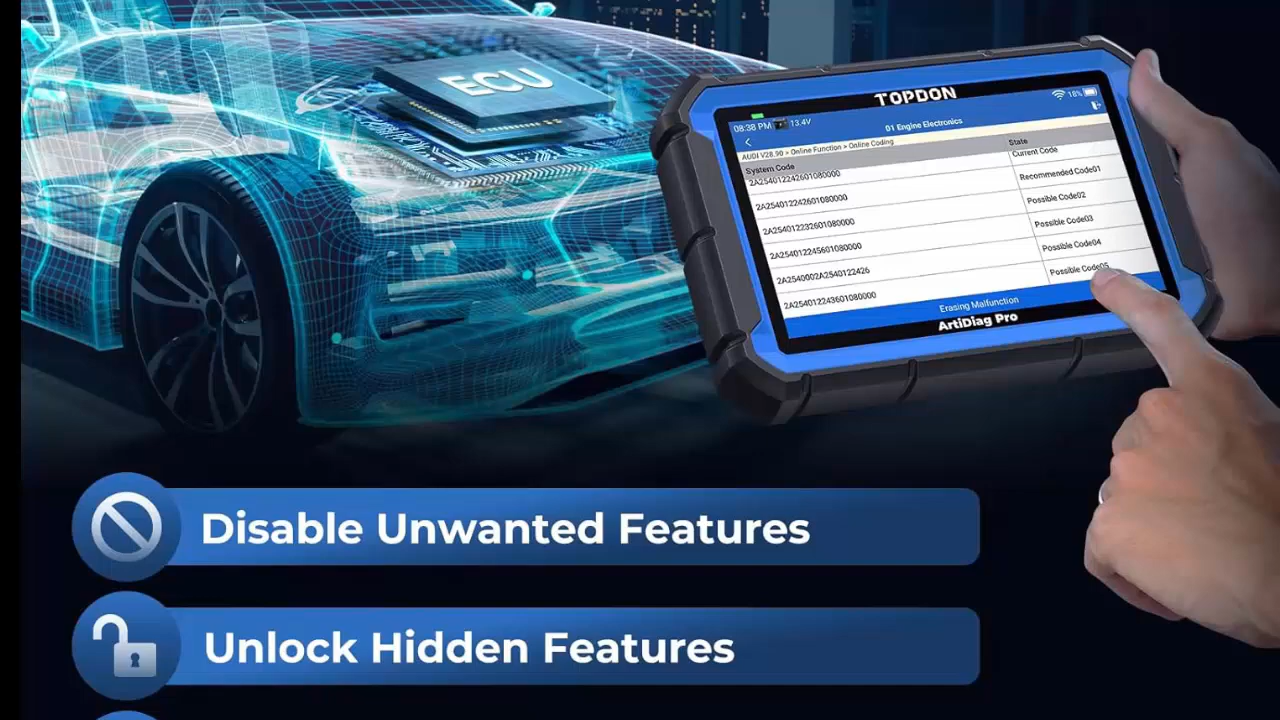 ECU
TOPDON
08:38 PM 13.4V 18%
01 Engine Electronics
AUDI V28.90 > Online Function > Online Coding
System Code State
2A254012242601080000 Current Code
2A254012242601080000 Recommended Code01
2A254012232601080000 Possible Code02
2A254012245601080000 Possible Code03
2A2540002A2540122426 Possible Code04
2A254012243601080000 Possible Code05
Erasing Malfunction
ArtiDiag Pro
Disable Unwanted Features
Unlock Hidden Features